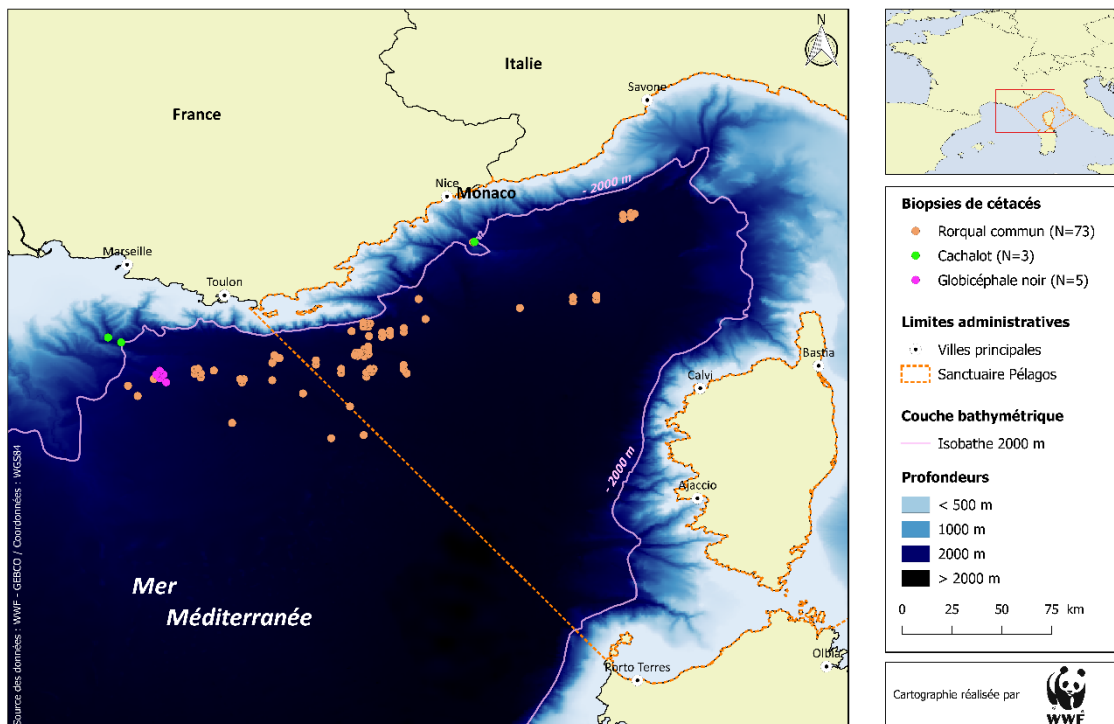 N
Italie
France
Savone
Nice
Monaco
- 2000 m
Marseille
Toulon
Bastia
Calvi
- 2000 m
Ajaccio
Mer
Méditerranée
Porto Terres
Olbia
Source des données : WWF - GEBCO / Coordonnées : WGS84
Biopsies de cétacés
Rorqual commun (N=73)
Cachalot (N=3)
Globicéphale noir (N=5)
Limites administratives
Villes principales
Sanctuaire Pélagos
Couche bathymétrique
Isobathe 2000 m
Profondeurs
< 500 m
1000 m
2000 m
> 2000 m
0 25 50 75 km
Cartographie réalisée par
WWF